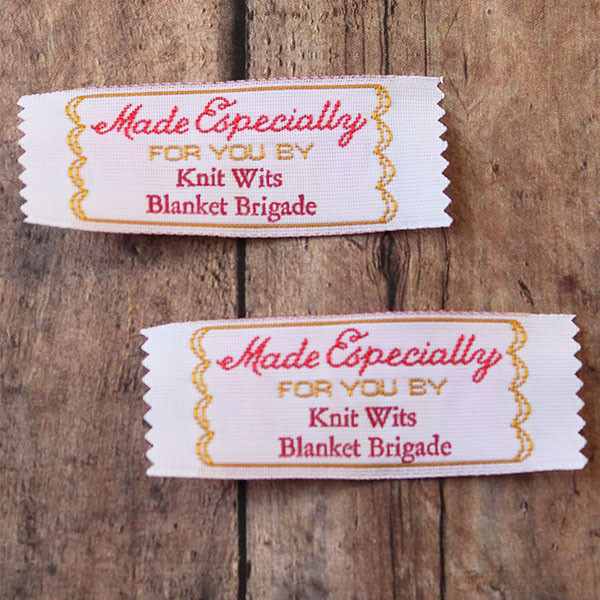 Made Especially
FOR YOU BY
Knit Wits
Blanket Brigade
Made Especially
FOR YOU BY
Knit Wits
Blanket Brigade